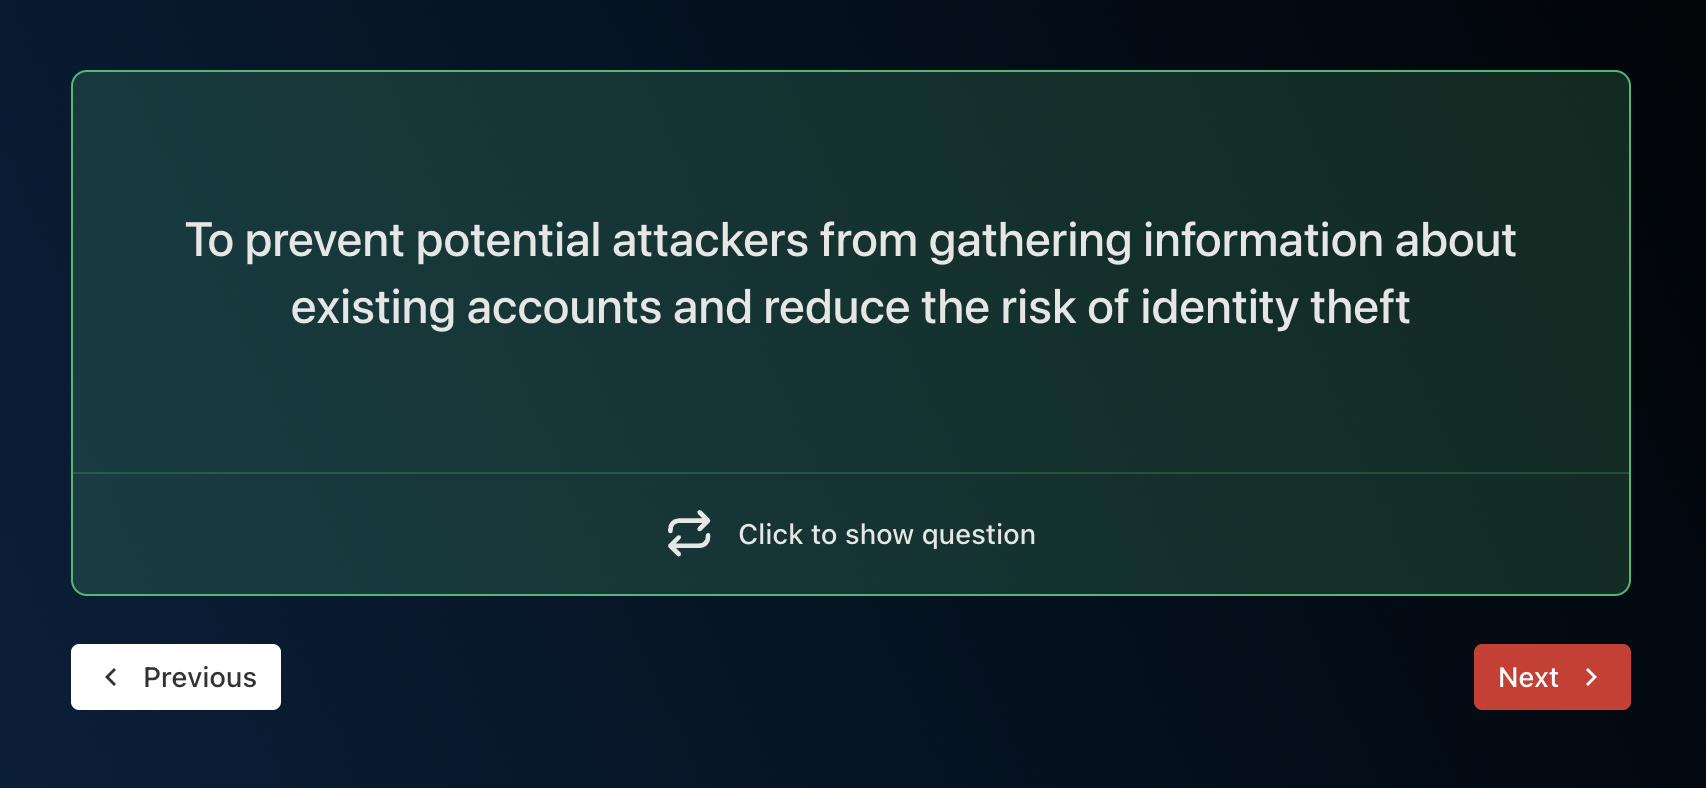 To prevent potential attackers from gathering information about
existing accounts and reduce the risk of identity theft
Click to show question
Previous
Next